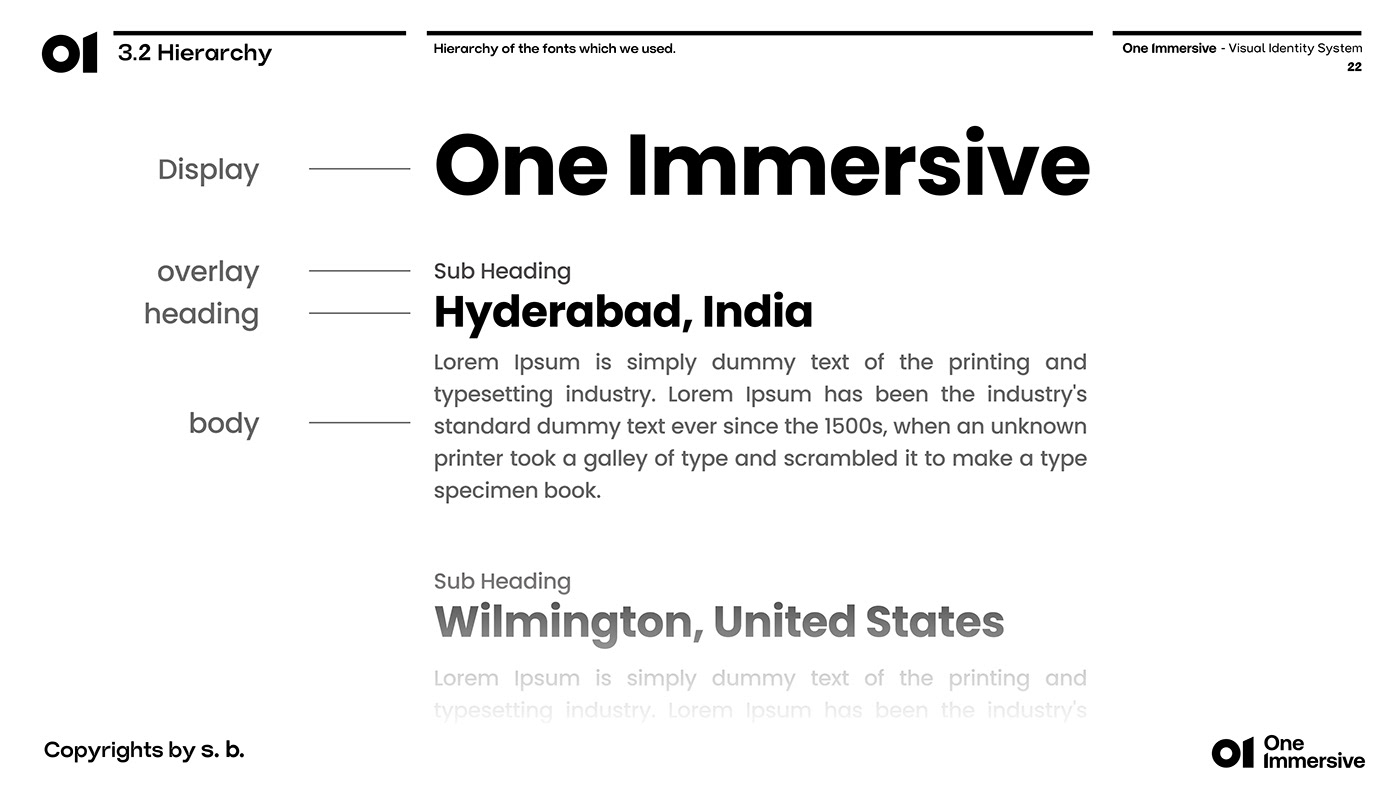 01
3.2 Hierarchy
Hierarchy of the fonts which we used.
One Immersive - Visual Identity System
22
Display
One Immersive
overlay
Sub Heading
heading
Hyderabad, India
Lorem Ipsum is simply dummy text of the printing and
typesetting industry. Lorem Ipsum has been the industry's
body
standard dummy text ever since the 1500s, when an unknown
printer took a galley of type and scrambled it to make a type
specimen book.
Sub Heading
Wilmington, United States
Lorem Ipsum is simply dummy text of the printing and
typesetting industry. Lorem Ipsum has been the industry's
Copyrights by s. b.
01
One
Immersive